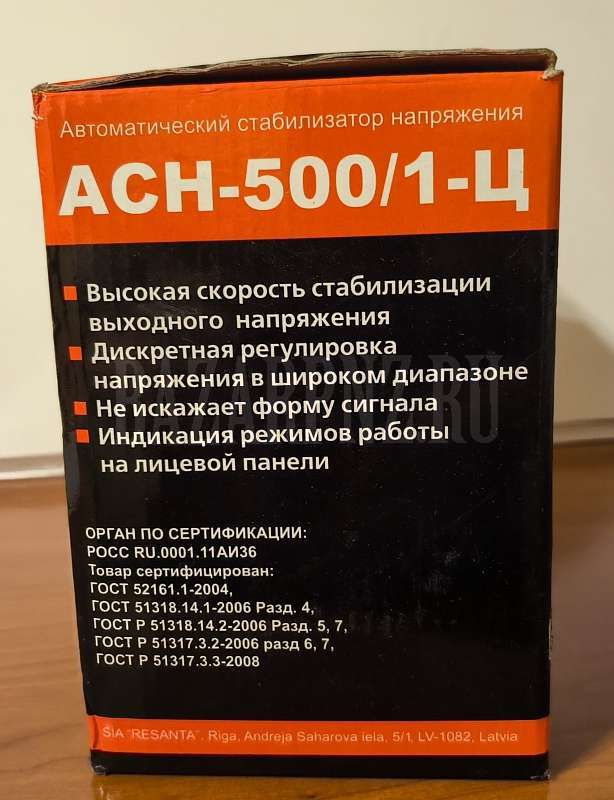 Автоматический стабилизатор напряжения
АСН-500/1-Ц
Высокая скорость стабилизации
выходного напряжения
Дискретная регулировка
напряжения в широком диапазоне
Не искажает форму сигнала
Индикация режимов работы
на лицевой панели
BAZARPNZ.RU
ОРГАН ПО СЕРТИФИКАЦИИ:
РОСС RU.0001.11АИ36
Товар сертифицирован:
ГОСТ 52161.1-2004,
ГОСТ 51318.14.1-2006 Разд. 4,
ГОСТ Р 51318.14.2-2006 Разд. 5, 7,
ГОСТ Р 51317.3.2-2006 разд 6, 7,
ГОСТ Р 51317.3.3-2008
SIA "RESANTA". Riga, Andreja Saharova iela, 5/1, LV-1082, Latvia